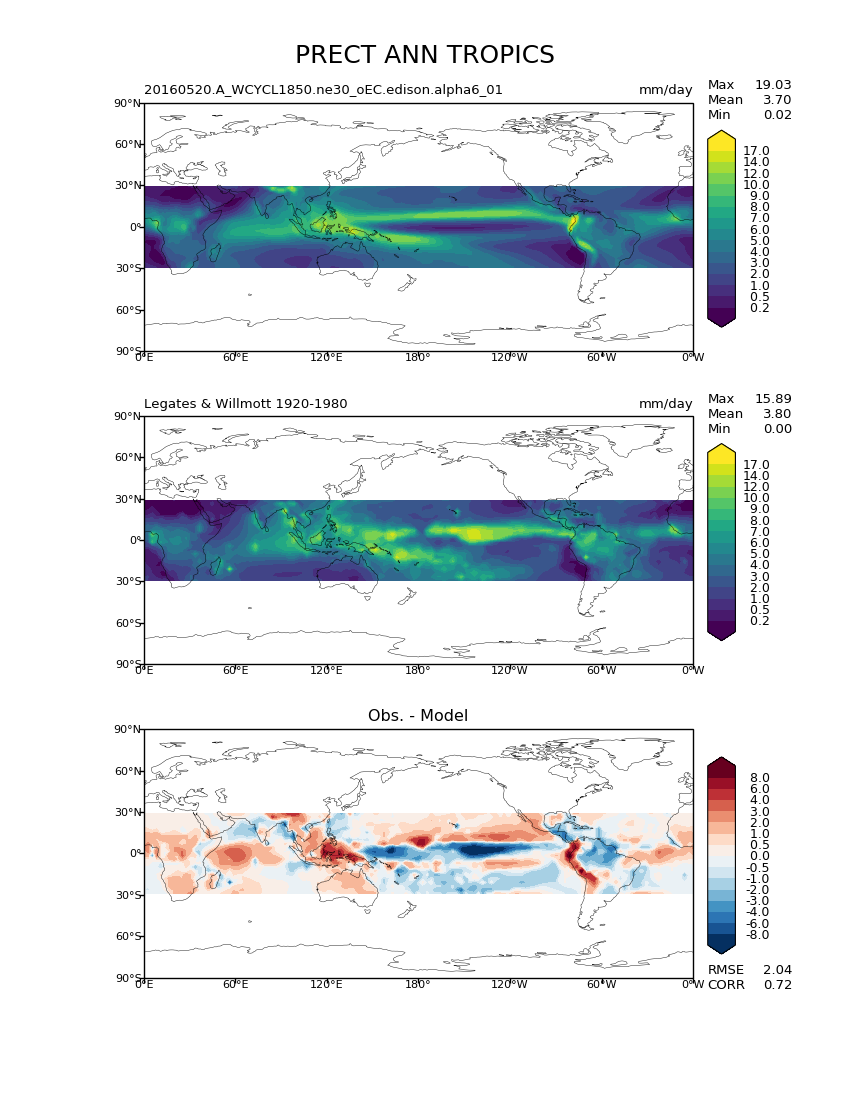 PRECT ANN TROPICS
20160520.A_WCYCL1850.ne30_oEC.edison.alpha6_01
mm/day
Max 19.03
Mean 3.70
Min 0.02
90°N
60°N
30°N
0°
30°S
60°S
90°S
0°E 60°E 120°E 180° 120°W 60°W 0°W
17.0
14.0
12.0
10.0
9.0
8.0
7.0
6.0
5.0
4.0
3.0
2.0
1.0
0.5
0.2
Legates & Willmott 1920-1980
mm/day
Max 15.89
Mean 3.80
Min 0.00
90°N
60°N
30°N
0°
30°S
60°S
90°S
0°E 60°E 120°E 180° 120°W 60°W 0°W
17.0
14.0
12.0
10.0
9.0
8.0
7.0
6.0
5.0
4.0
3.0
2.0
1.0
0.5
0.2
Obs. - Model
90°N
60°N
30°N
0°
30°S
60°S
90°S
0°E 60°E 120°E 180° 120°W 60°W 0°W
8.0
6.0
4.0
3.0
2.0
1.0
0.5
0.0
-0.5
-1.0
-2.0
-3.0
-4.0
-6.0
-8.0
RMSE 2.04
CORR 0.72